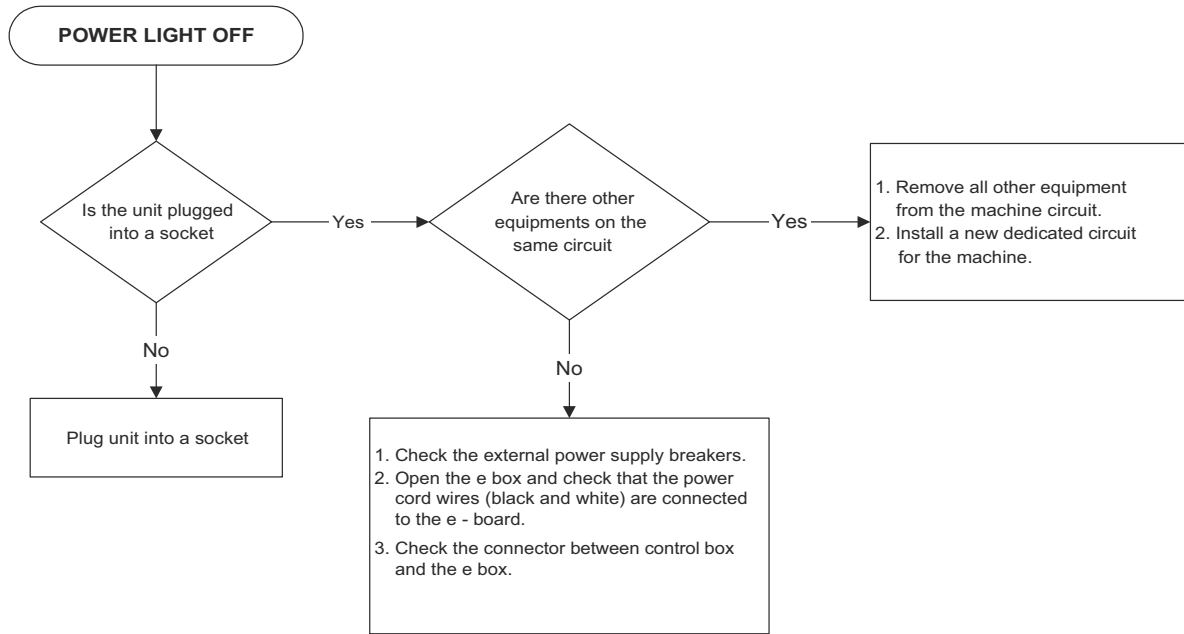 POWER LIGHT OFF
Is the unit plugged
into a socket
Yes
Are there other
equipments on the
same circuit
Yes
1. Remove all other equipment
from the machine circuit.
2. Install a new dedicated circuit
for the machine.
No
Plug unit into a socket
No
1. Check the external power supply breakers.
2. Open the e box and check that the power
cord wires (black and white) are connected
to the e - board.
3. Check the connector between control box
and the e box.